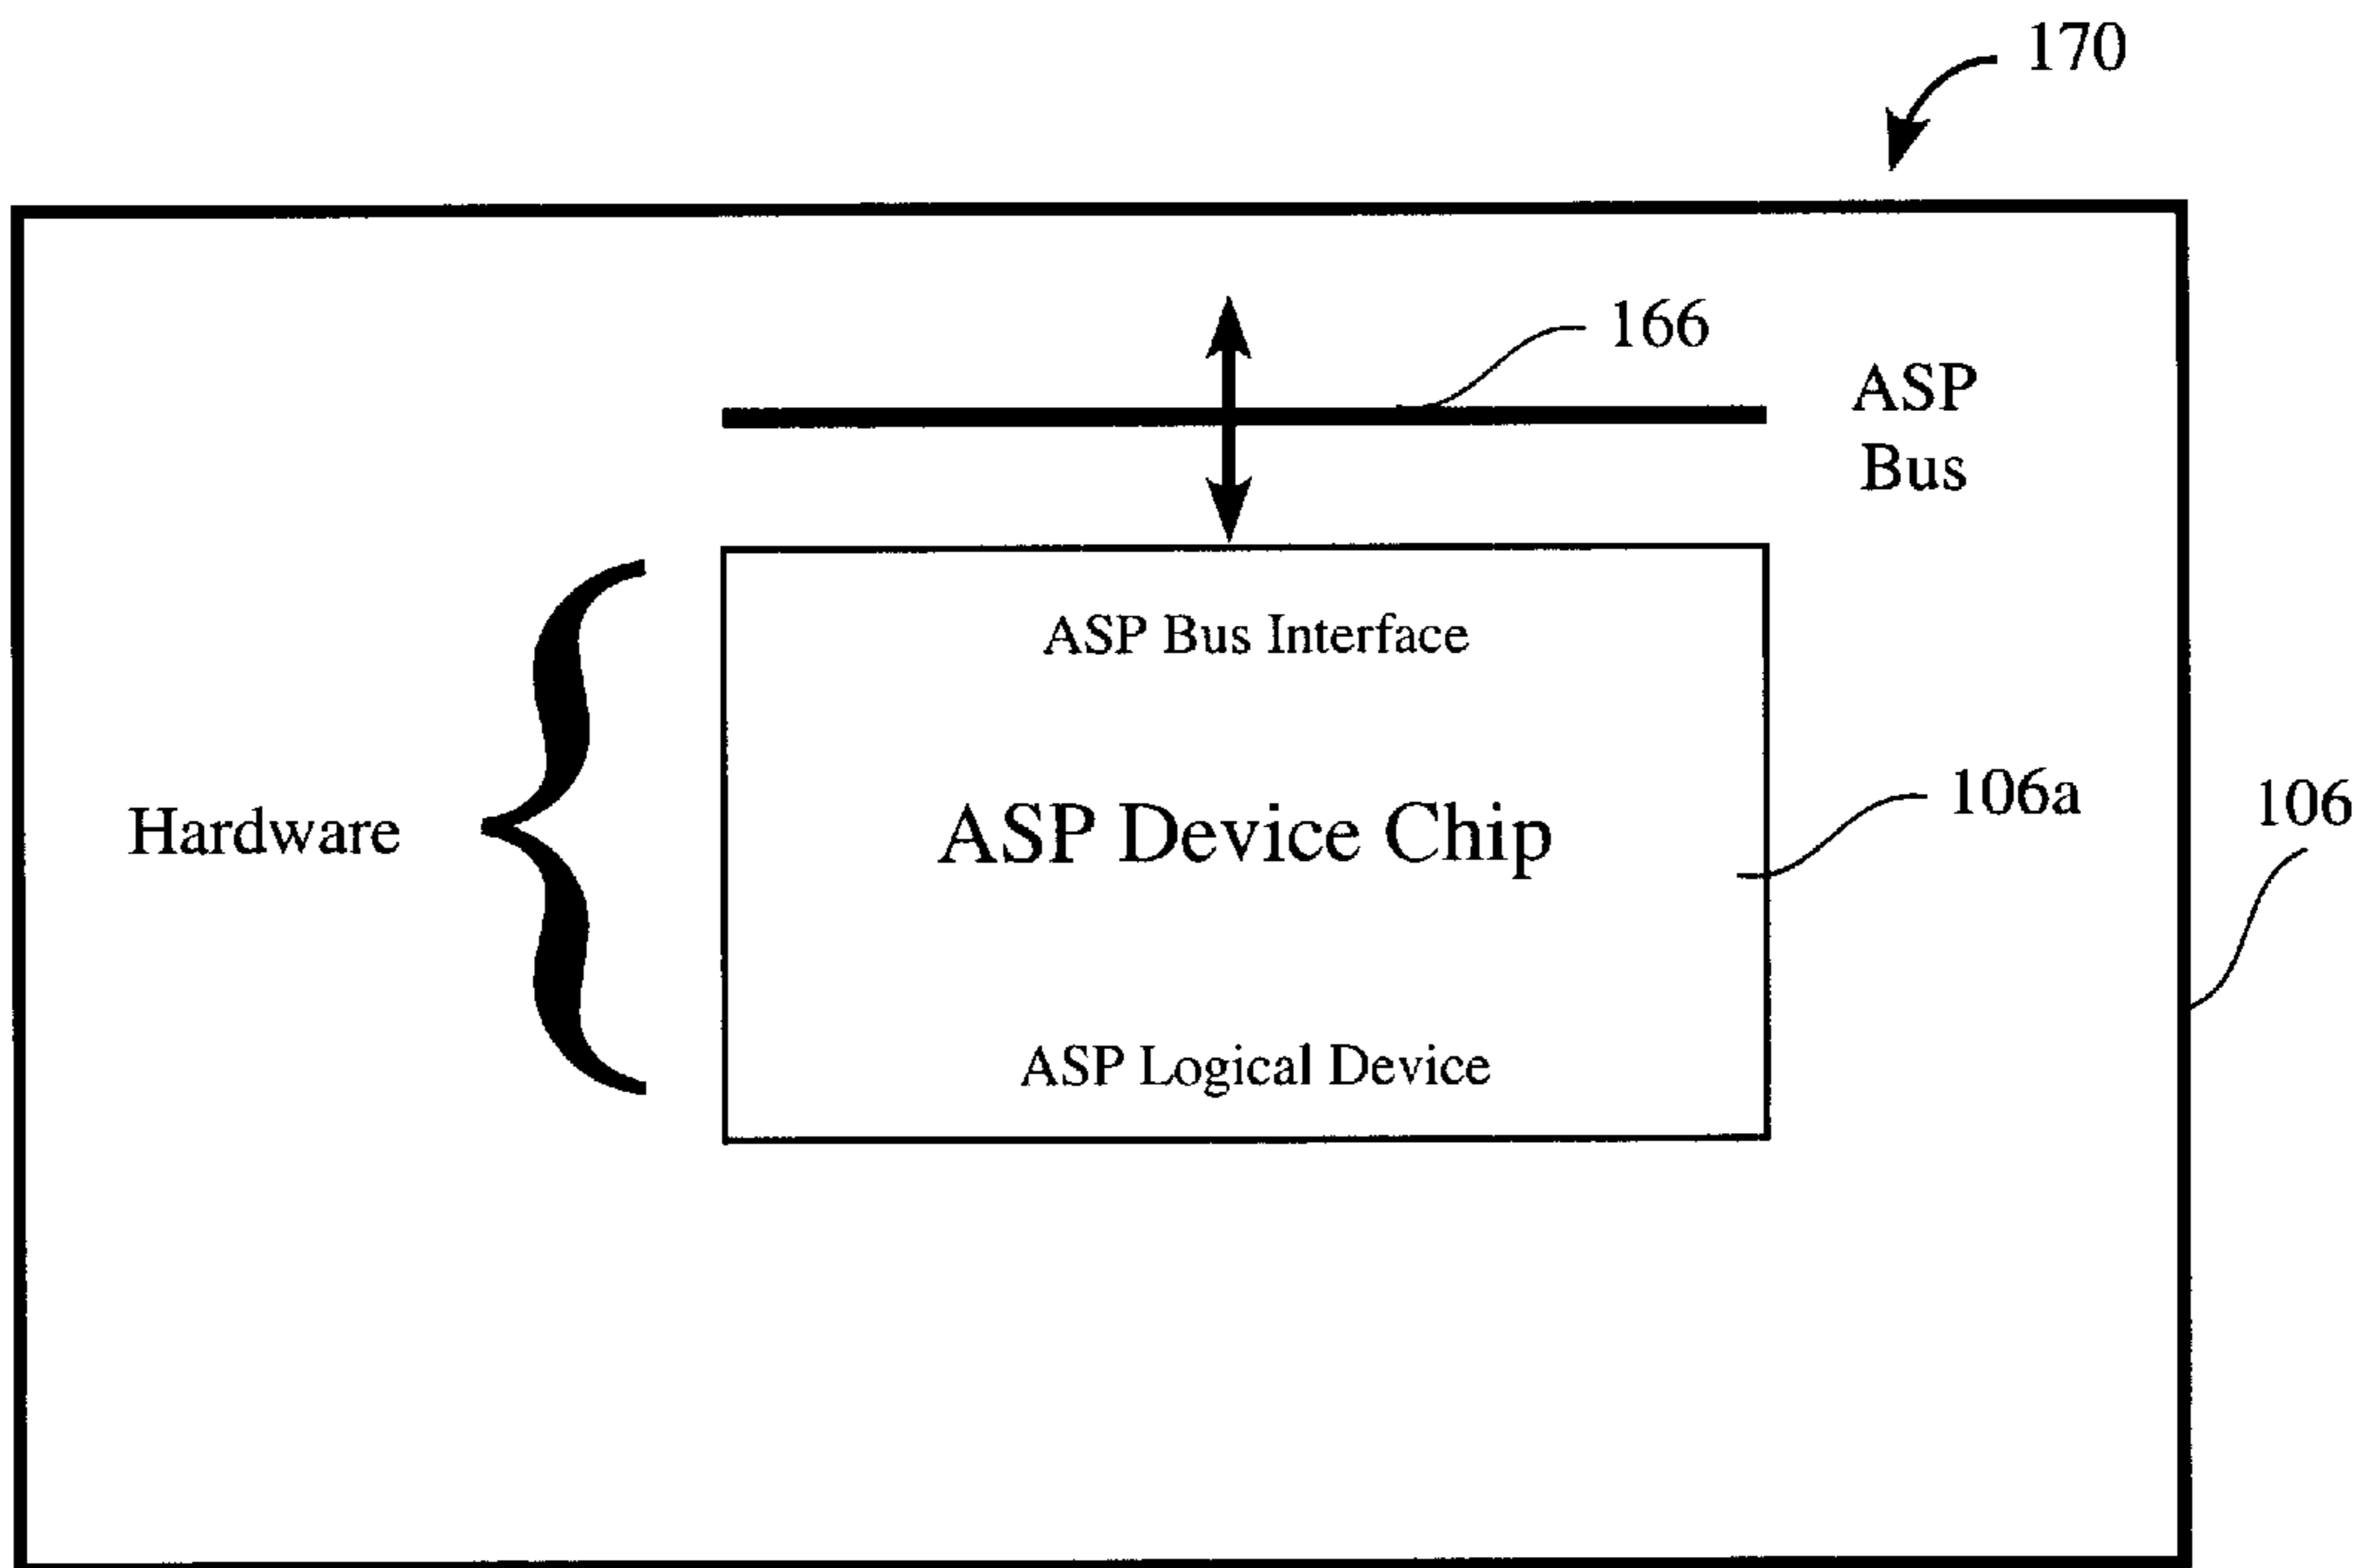 170
166
ASP
Bus
ASP Bus Interface
106a
106
Hardware
ASP Device Chip
ASP Logical Device